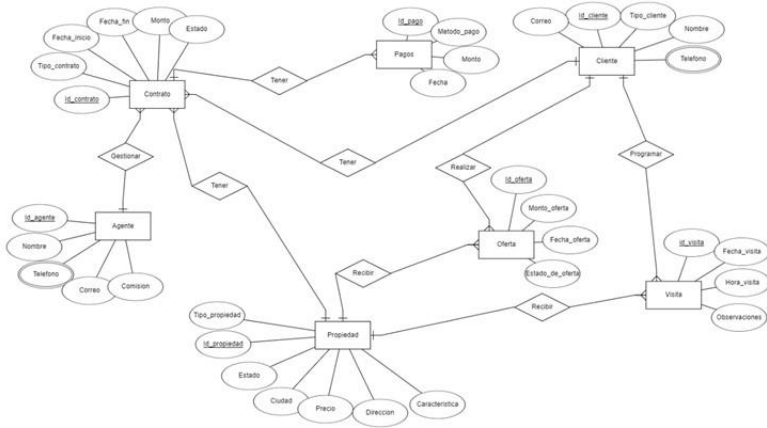 Fecha_fin
Monto
Estado
Fecha_inicio
Tipo_contrato
Id_contrato
Contrato
Tener
Id_pago
Metodo_pago
Pagos
Monto
Fecha
Correo
Id_cliente
Tipo_cliente
Nombre
Cliente
Telefono
Gestionar
Tener
Tener
Realizar
Programar
Id_agente
Nombre
Agente
Telefono
Correo
Comision
Id_oferta
Monto_oferta
Oferta
Fecha_oferta
Estado_de_oferta
Recibir
Id_visita
Fecha_visita
Hora_visita
Visita
Observaciones
Recibir
Tipo_propiedad
Id_propiedad
Propiedad
Estado
Ciudad
Precio
Direccion
Caracteristica